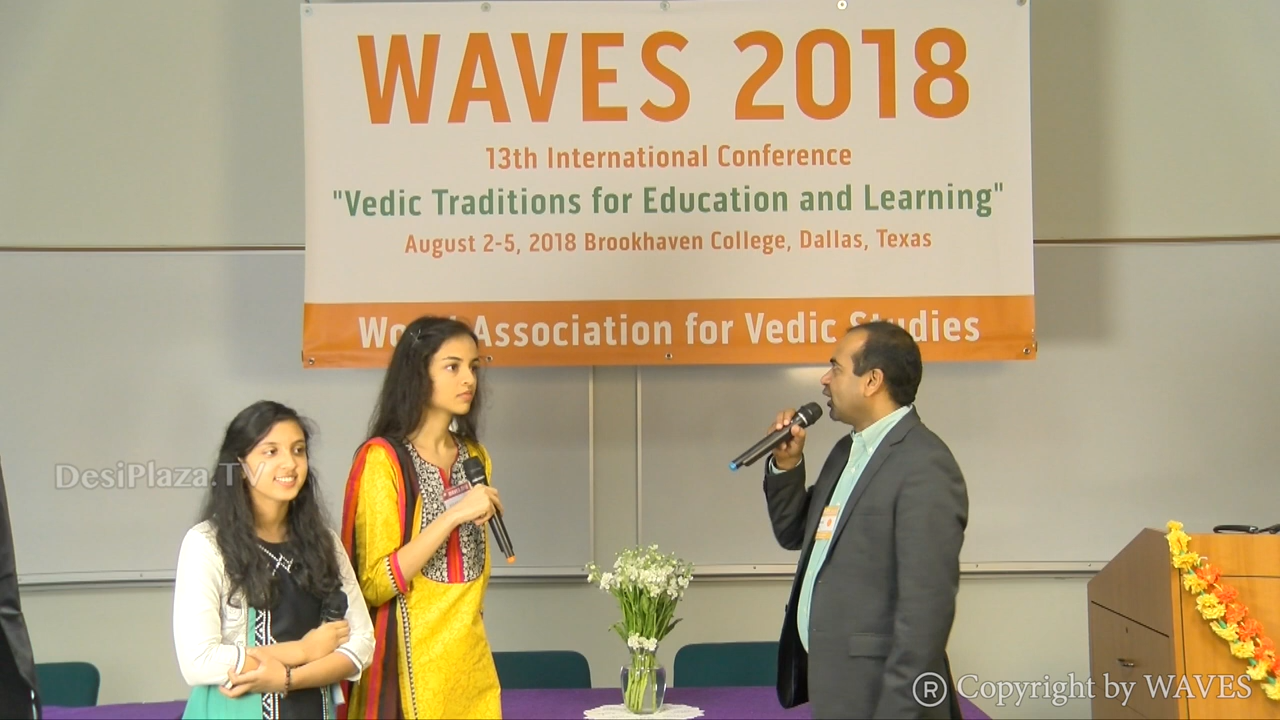 WAVES 2018
13th International Conference
"Vedic Traditions for Education and Learning"
August 2-5, 2018 Brookhaven College, Dallas, Texas
Association for Vedic Studies
DesiPlaza.TV
® Copyright by WAVES